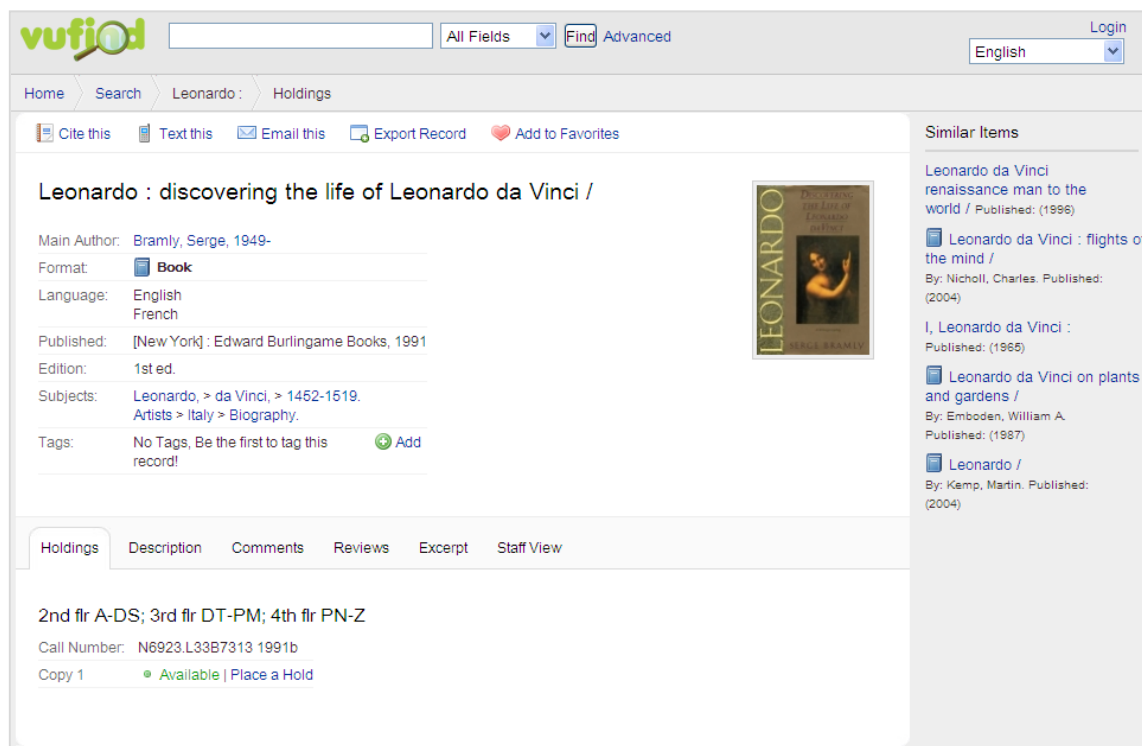 vufind
All Fields
Find
Advanced
Login
English
Home
Search
Leonardo :
Holdings
Cite this
Text this
Email this
Export Record
Add to Favorites
Leonardo : discovering the life of Leonardo da Vinci /
Main Author: Bramly, Serge, 1949-
Format: Book
Language: English
French
Published: [New York] : Edward Burlingame Books, 1991
Edition: 1st ed.
Subjects: Leonardo, > da Vinci, > 1452-1519.
Artists > Italy > Biography.
Tags: No Tags, Be the first to tag this
record!
Add
LEONARDO
DISCOVERING
THE LIFE OF
LEONARDO
DA VINCI
SERGE BRAMLY
Similar Items
Leonardo da Vinci
renaissance man to the
world / Published: (1996)
Leonardo da Vinci : flights o
the mind /
By: Nicholl, Charles. Published:
(2004)
I, Leonardo da Vinci :
Published: (1965)
Leonardo da Vinci on plants
and gardens /
By: Emboden, William A.
Published: (1987)
Leonardo /
By: Kemp, Martin. Published:
(2004)
Holdings
Description
Comments
Reviews
Excerpt
Staff View
2nd flr A-DS; 3rd flr DT-PM; 4th flr PN-Z
Call Number: N6923.L33B7313 1991b
Copy 1 Available | Place a Hold